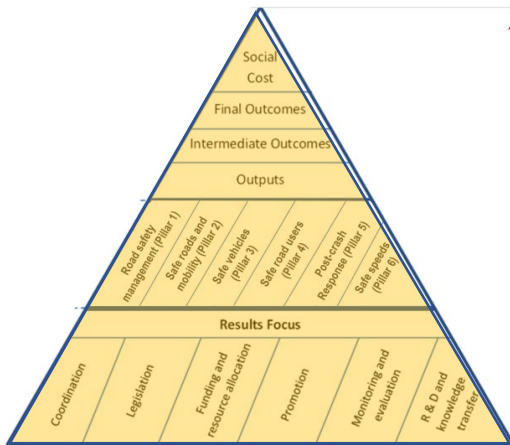 Social
Cost
Final Outcomes
Intermediate Outcomes
Outputs
Road safety
management (Pillar 1)
Safe roads and
mobility (Pillar 2)
Safe vehicles
(Pillar 3)
Safe road users
(Pillar 4)
Post-crash
Response (Pillar 5)
Safe speeds
(Pillar 6)
Results Focus
Coordination
Legislation
Funding and
resource allocation
Promotion
Monitoring and
evaluation
R & D and
knowledge
transfer